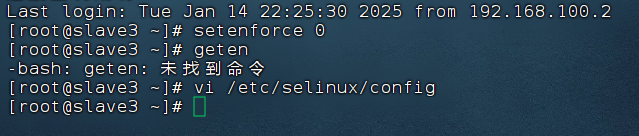 Last login: Tue Jan 14 22:25:30 2025 from 192.168.100.2
[root@slave3 ~]# setenforce 0
[root@slave3 ~]# geten
-bash: geten: 未找到命令
[root@slave3 ~]# vi /etc/selinux/config
[root@slave3 ~]#